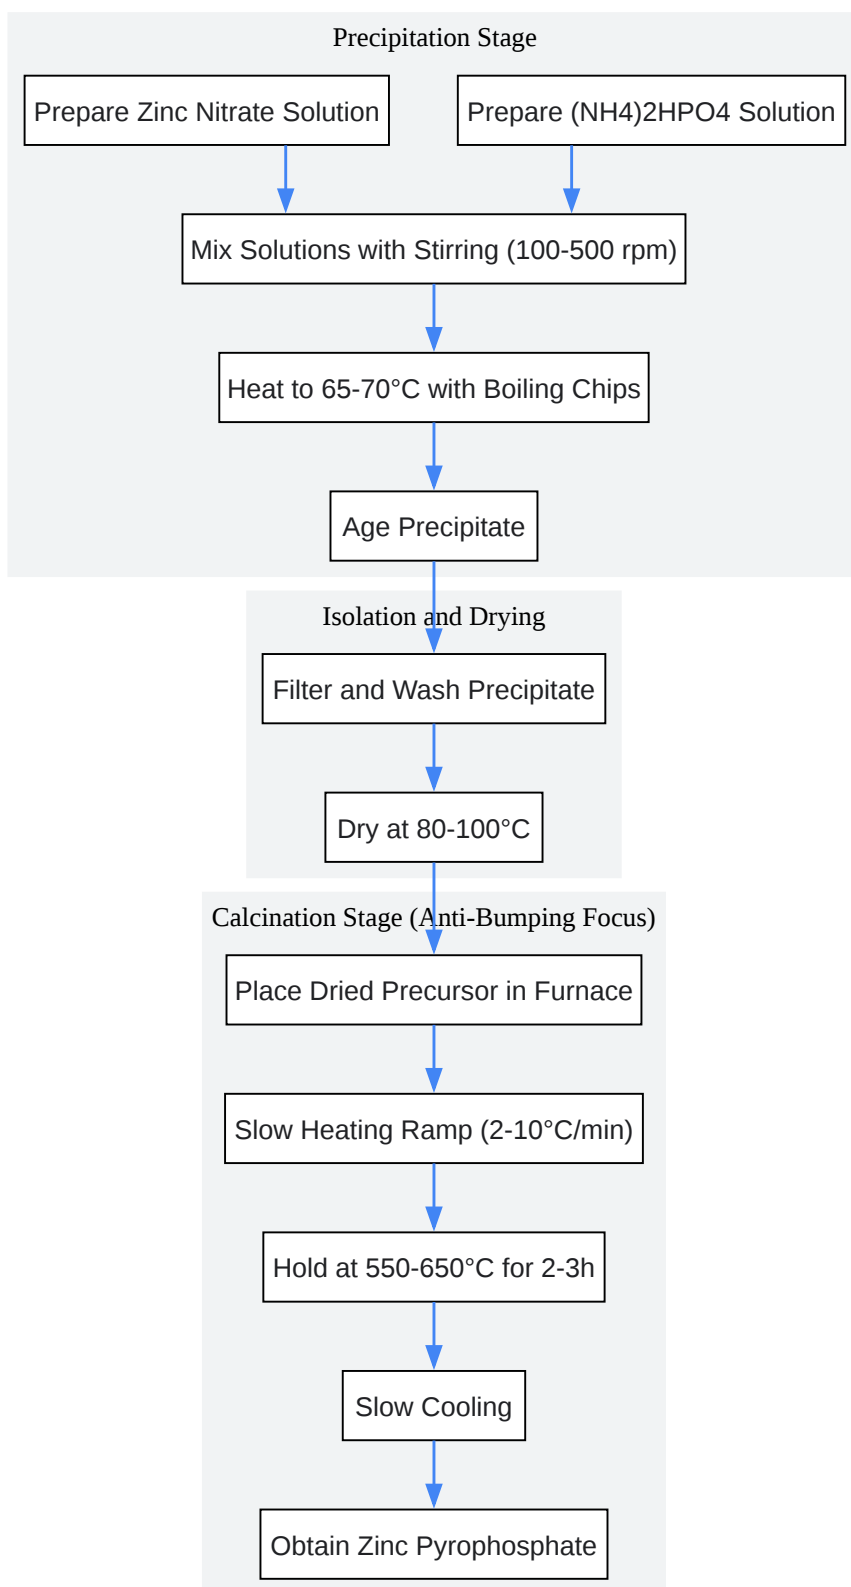 Precipitation Stage
Prepare Zinc Nitrate Solution
Prepare (NH4)2HPO4 Solution
Mix Solutions with Stirring (100-500 rpm)
Heat to 65-70°C with Boiling Chips
Age Precipitate
Isolation and Drying
Filter and Wash Precipitate
Dry at 80-100°C
Calcination Stage (Anti-Bumping Focus)
Place Dried Precursor in Furnace
Slow Heating Ramp (2-10°C/min)
Hold at 550-650°C for 2-3h
Slow Cooling
Obtain Zinc Pyrophosphate